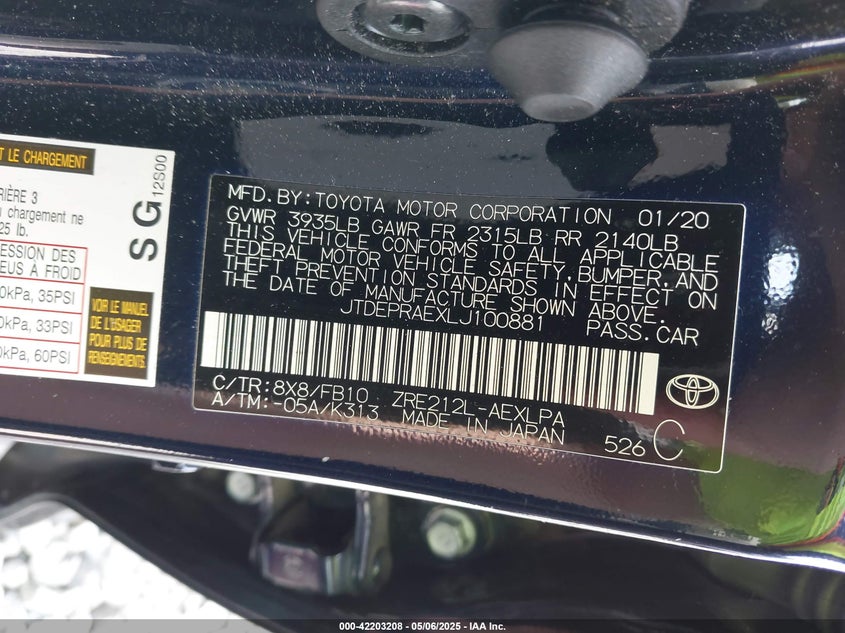 T LE CHARGEMENT
RIÈRE 3
u chargement ne
25 lb.
ESSION DES
EUS À FROID
0kPa, 35PSI
0kPa, 33PSI
0kPa, 60PSI
VOIR LE MANUEL
DE L'USAGER
POUR PLUS DE
RENSEIGNEMENTS.
SG
12S00
MFD.BY:TOYOTA MOTOR CORPORATION 01/20
GVWR 3935LB GAWR FR 2315LB RR 2140LB
THIS VEHICLE CONFORMS TO ALL APPLICABLE
FEDERAL MOTOR VEHICLE SAFETY,BUMPER,AND
THEFT PREVENTION STANDARDS IN EFFECT ON
THE DATE OF MANUFACTURE SHOWN ABOVE.
JTDEPRAEXLJ100881 PASS.CAR
C/TR:8X8/FB10 ZRE212L-AEXLPA
A/TM:-05A/K313 MADE IN JAPAN
526 C
000-42203208 - 05/06/2025 - IAA Inc.